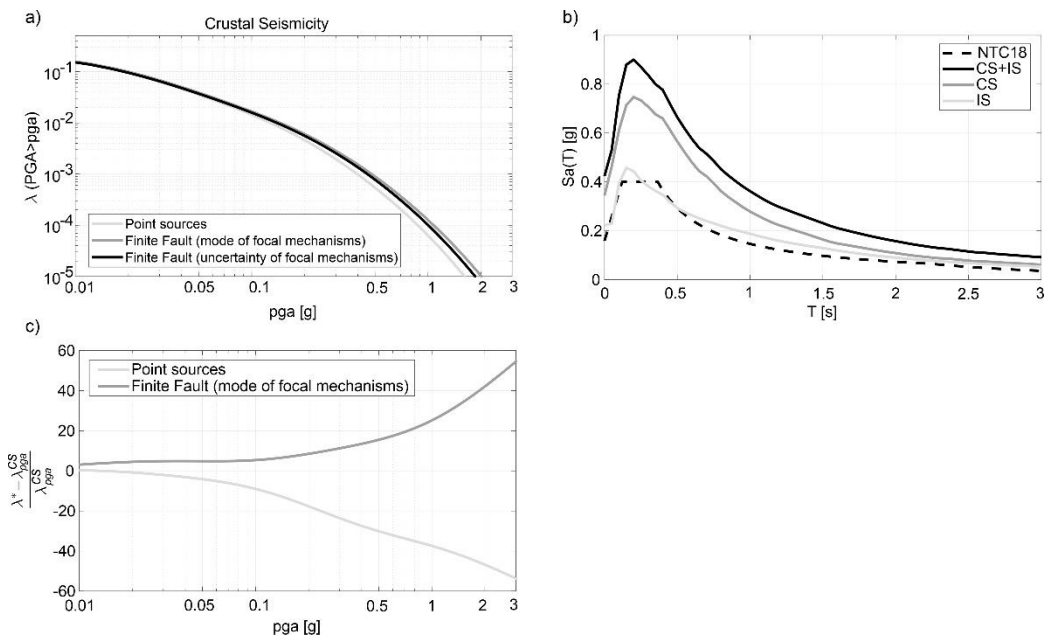 a)
Crustal Seismicity
λ (PGA>pga)
10⁻¹
10⁻²
10⁻³
10⁻⁴
10⁻⁵
Point sources
Finite Fault (mode of focal mechanisms)
Finite Fault (uncertainty of focal mechanisms)
0.01 0.05 0.1 0.5 1 2 3
pga [g]
b)
Sa(T) [g]
1
0.8
0.6
0.4
0.2
0
NTC18
CS+IS
CS
IS
0 0.5 1 1.5 2 2.5 3
T [s]
c)
60
40
20
0
-20
-40
-60
Point sources
Finite Fault (mode of focal mechanisms)
λ* − λ^CS_pga
λ^CS_pga
0.01 0.05 0.1 0.5 1 2 3
pga [g]